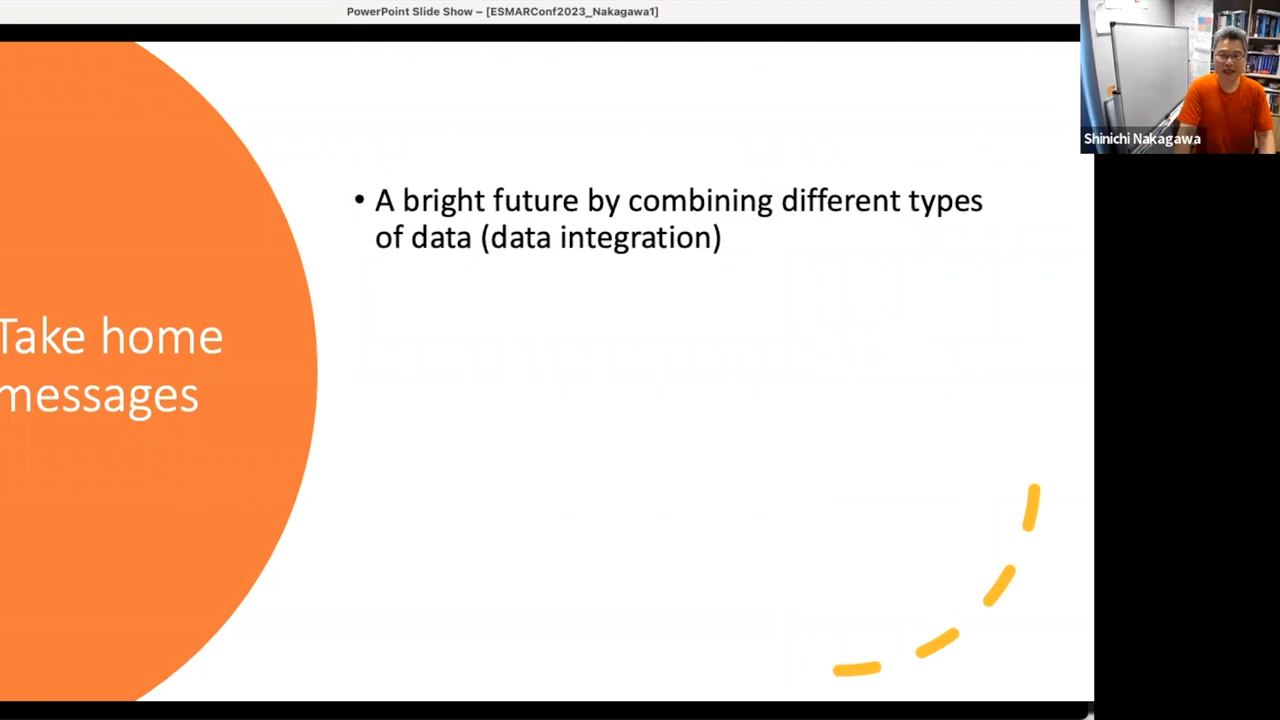 PowerPoint Slide Show – [ESMARConf2023_Nakagawa1]
Shinichi Nakagawa
Take home
messages
• A bright future by combining different types
of data (data integration)